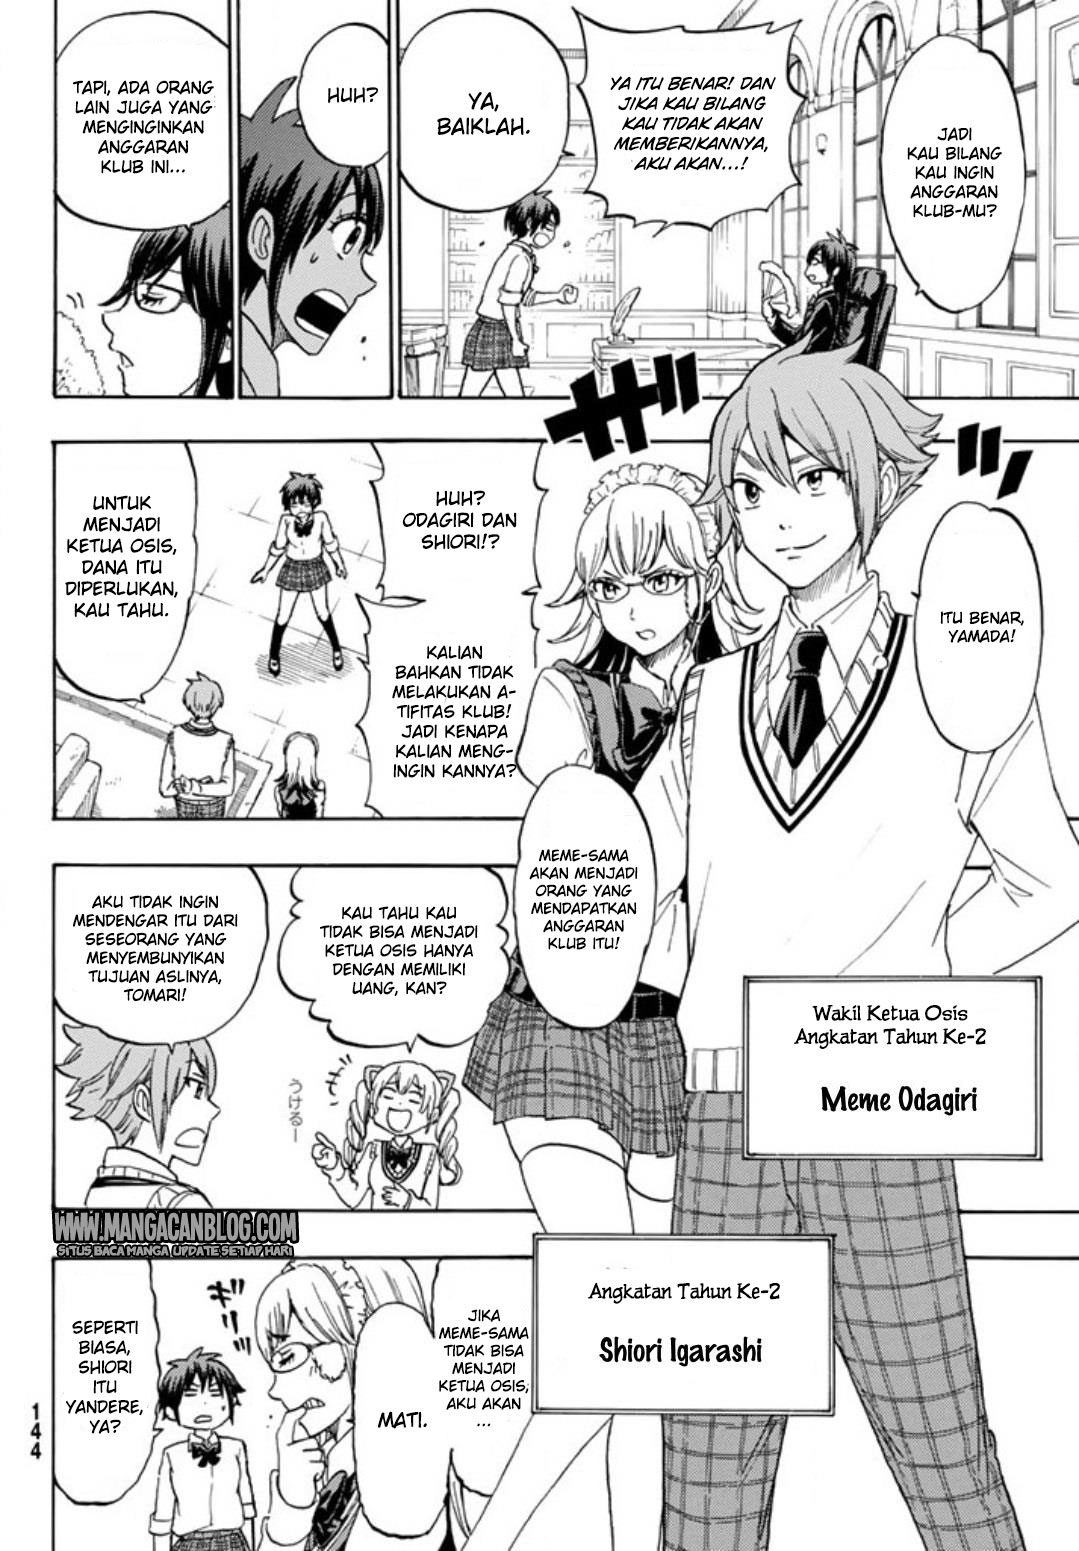 JADI
KAU BILANG
KAU INGIN
ANGGARAN
KLUB-MU?
YA ITU BENAR! DAN
JIKA KAU BILANG
KAU TIDAK AKAN
MEMBERIKANNYA,
AKU AKAN...!
YA,
BAIKLAH.
HUH?
TAPI, ADA ORANG
LAIN JUGA YANG
MENGINGINKAN
ANGGARAN
KLUB INI...
ザザッ
ITU BENAR,
YAMADA!
HUH?
ODAGIRI DAN
SHIORI!?
KALIAN
BAHKAN TIDAK
MELAKUKAN A-
TIFITAS KLUB!
JADI KENAPA
KALIAN MENG-
INGIN KANNYA?
UNTUK
MENJADI
KETUA OSIS,
DANA ITU
DIPERLUKAN,
KAU TAHU.
MEME-SAMA
AKAN MENJADI
ORANG YANG
MENDAPATKAN
ANGGARAN
KLUB ITU!
Wakil Ketua Osis
Angkatan Tahun Ke-2
Meme Odagiri
KAU TAHU KAU
TIDAK BISA MENJADI
KETUA OSIS HANYA
DENGAN MEMILIKI
UANG, KAN?
うけるー
AKU TIDAK INGIN
MENDENGAR ITU DARI
SESEORANG YANG
MENYEMBUNYIKAN
TUJUAN ASLINYA,
TOMARI!
WWW.MANGACANBLOG.COM
SITUS BACA MANGA UPDATE SETIAP HARI
Angkatan Tahun Ke-2
Shiori Igarashi
JIKA
MEME-SAMA
TIDAK BISA
MENJADI
KETUA OSIS,
AKU AKAN
...
MATI.
ギリッ
SEPERTI
BIASA,
SHIORI
ITU
YANDERE,
YA?
144